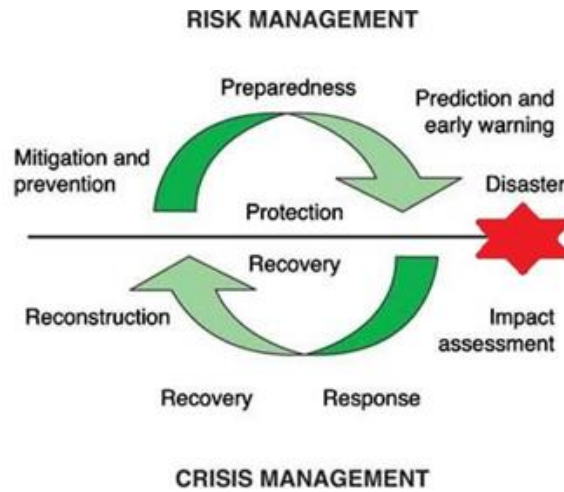 RISK MANAGEMENT
Preparedness
Prediction and
early warning
Mitigation and
prevention
Disaster
Protection
Recovery
Reconstruction
Impact
assessment
Recovery
Response
CRISIS MANAGEMENT